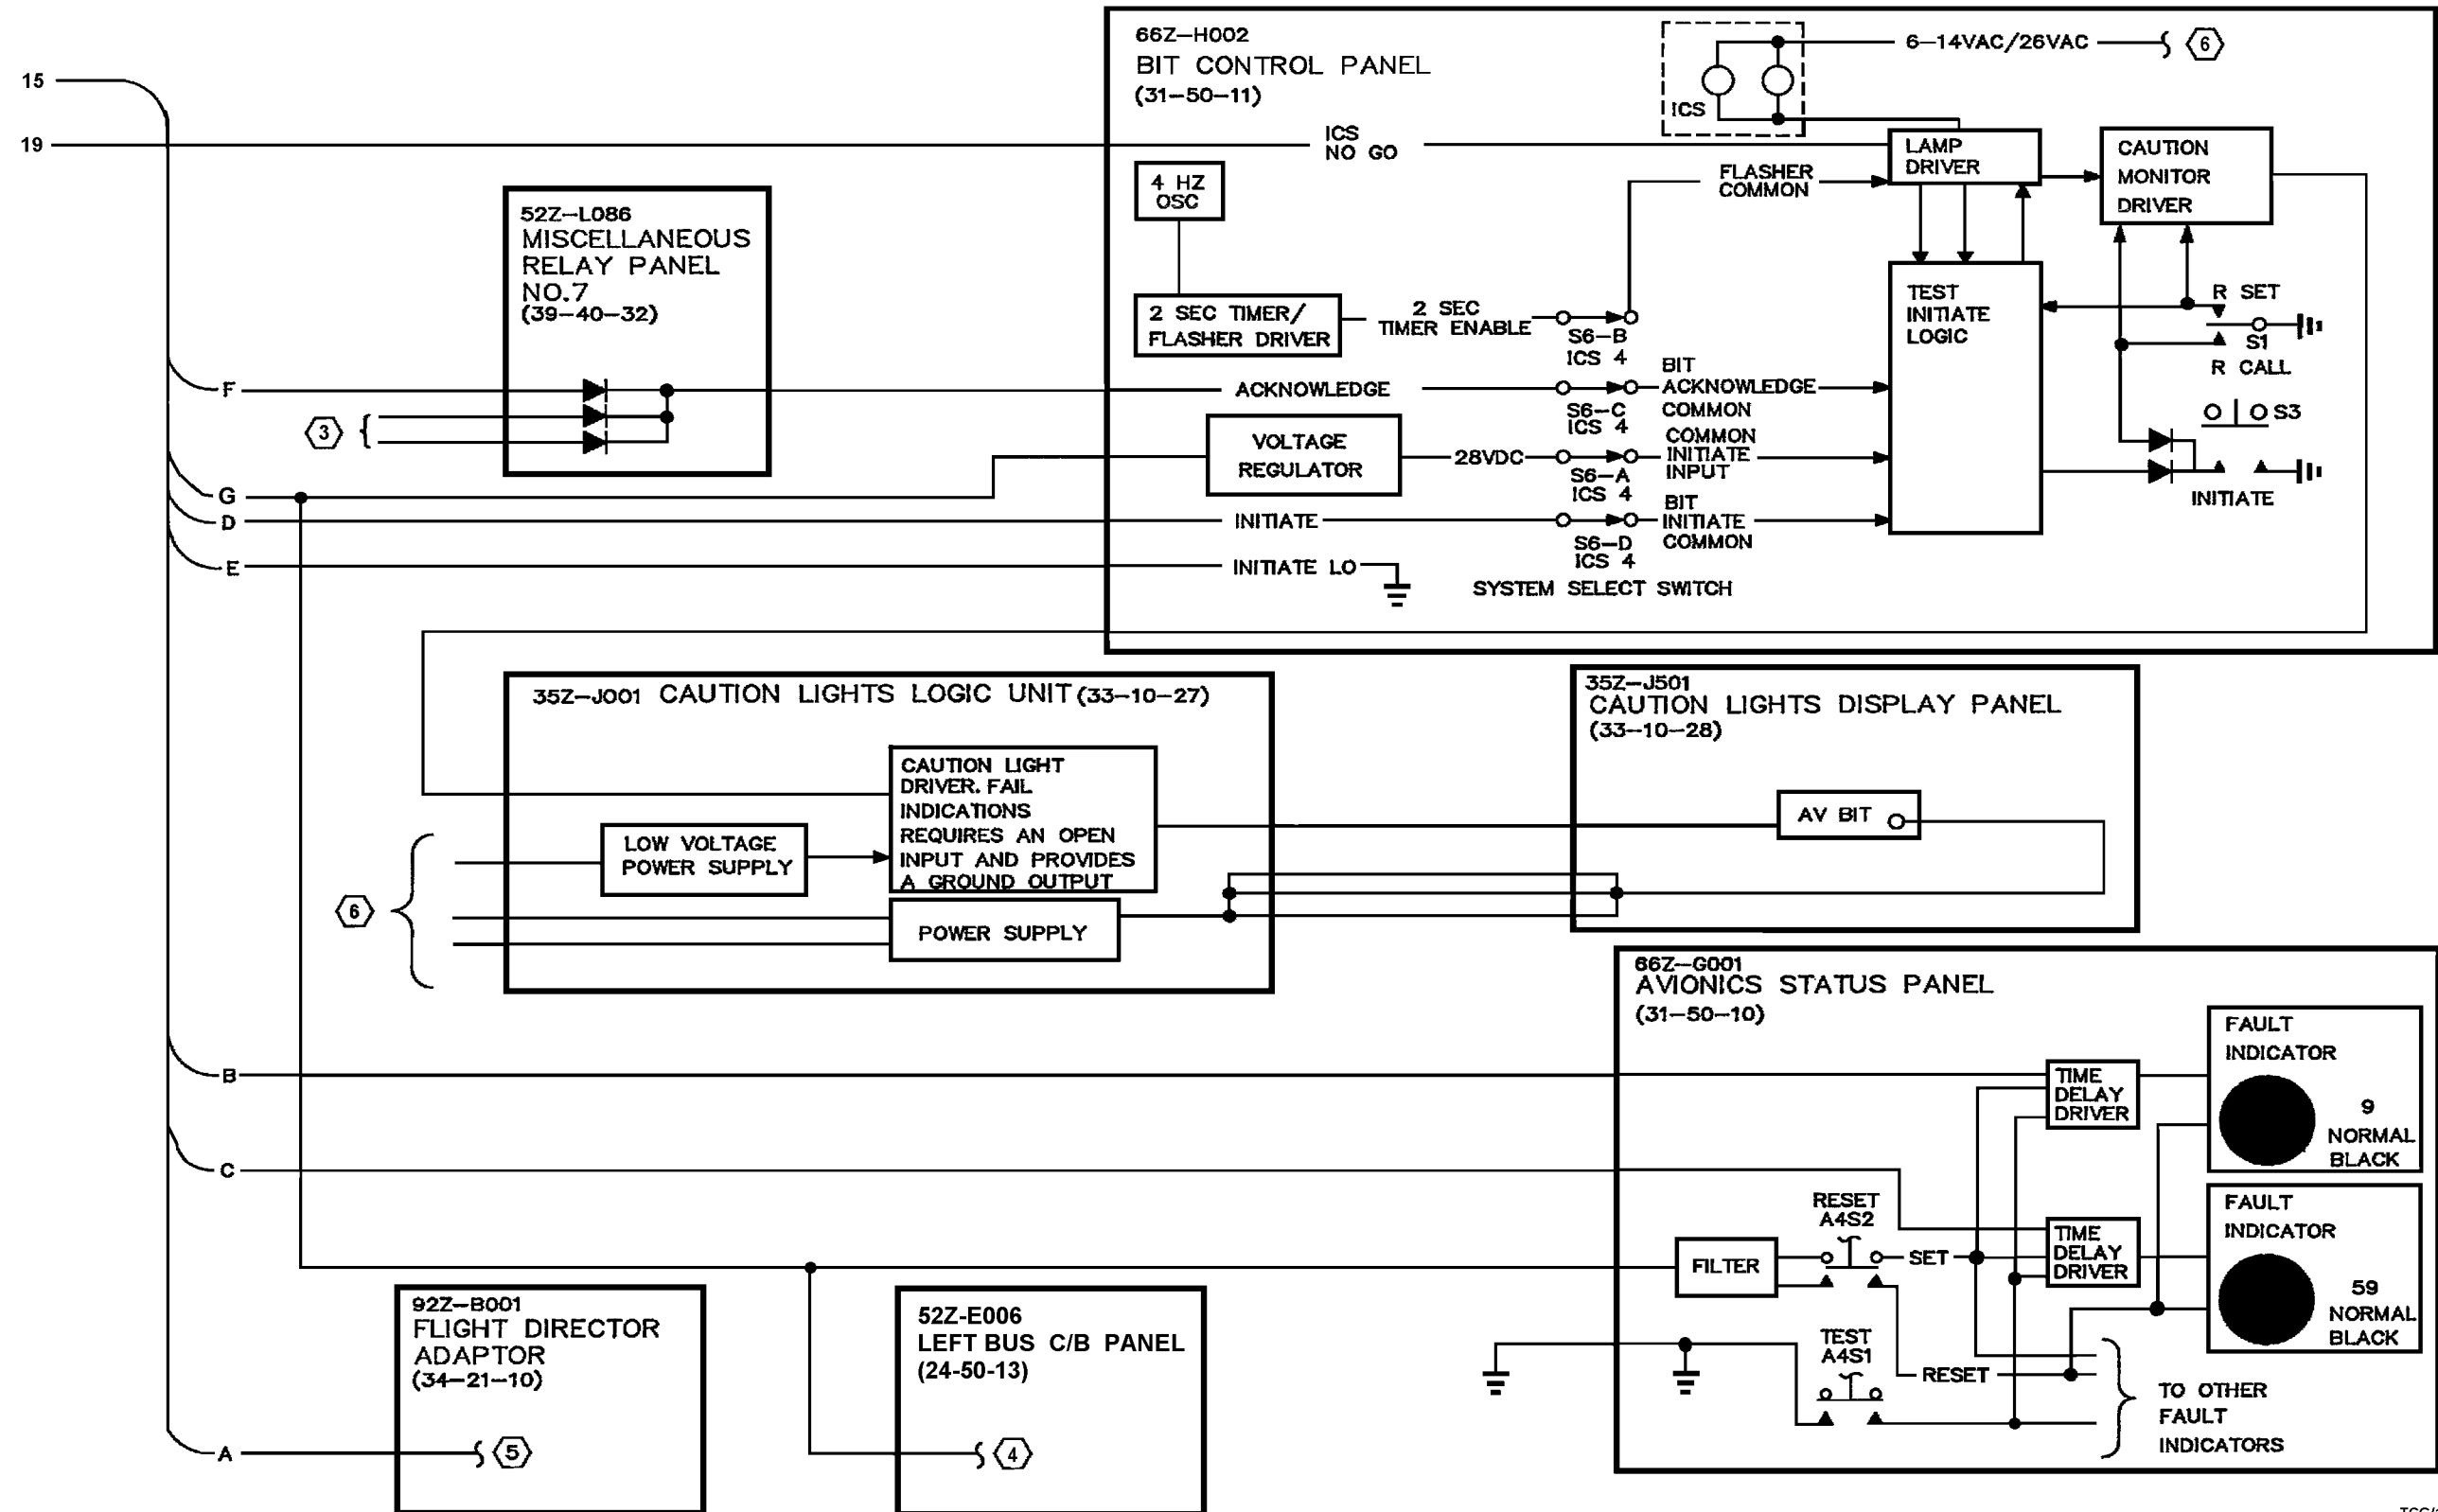 15
19
66Z-H002
BIT CONTROL PANEL
(31-50-11)
ICS
6-14VAC/26VAC
6
ICS
NO GO
4 HZ
OSC
FLASHER
COMMON
LAMP
DRIVER
CAUTION
MONITOR
DRIVER
2 SEC TIMER/
FLASHER DRIVER
2 SEC
TIMER ENABLE
S6-B
ICS 4
TEST
INITIATE
LOGIC
R SET
S1
R CALL
52Z-L086
MISCELLANEOUS
RELAY PANEL
NO.7
(39-40-32)
F
3
ACKNOWLEDGE
S6-C
ICS 4
BIT
ACKNOWLEDGE
COMMON
S3
VOLTAGE
REGULATOR
28VDC
S6-A
ICS 4
COMMON
INITIATE
INPUT
INITIATE
G
D
INITIATE
S6-D
ICS 4
BIT
INITIATE
COMMON
E
INITIATE LO
SYSTEM SELECT SWITCH
35Z-J001 CAUTION LIGHTS LOGIC UNIT (33-10-27)
CAUTION LIGHT
DRIVER. FAIL
INDICATIONS
REQUIRES AN OPEN
INPUT AND PROVIDES
A GROUND OUTPUT
LOW VOLTAGE
POWER SUPPLY
6
POWER SUPPLY
35Z-J501
CAUTION LIGHTS DISPLAY PANEL
(33-10-28)
AV BIT
66Z-G001
AVIONICS STATUS PANEL
(31-50-10)
B
TIME
DELAY
DRIVER
FAULT
INDICATOR
9
NORMAL
BLACK
C
RESET
A4S2
FILTER
SET
TIME
DELAY
DRIVER
FAULT
INDICATOR
59
NORMAL
BLACK
TEST
A4S1
RESET
TO OTHER
FAULT
INDICATORS
92Z-B001
FLIGHT DIRECTOR
ADAPTOR
(34-21-10)
A
5
52Z-E006
LEFT BUS C/B PANEL
(24-50-13)
4